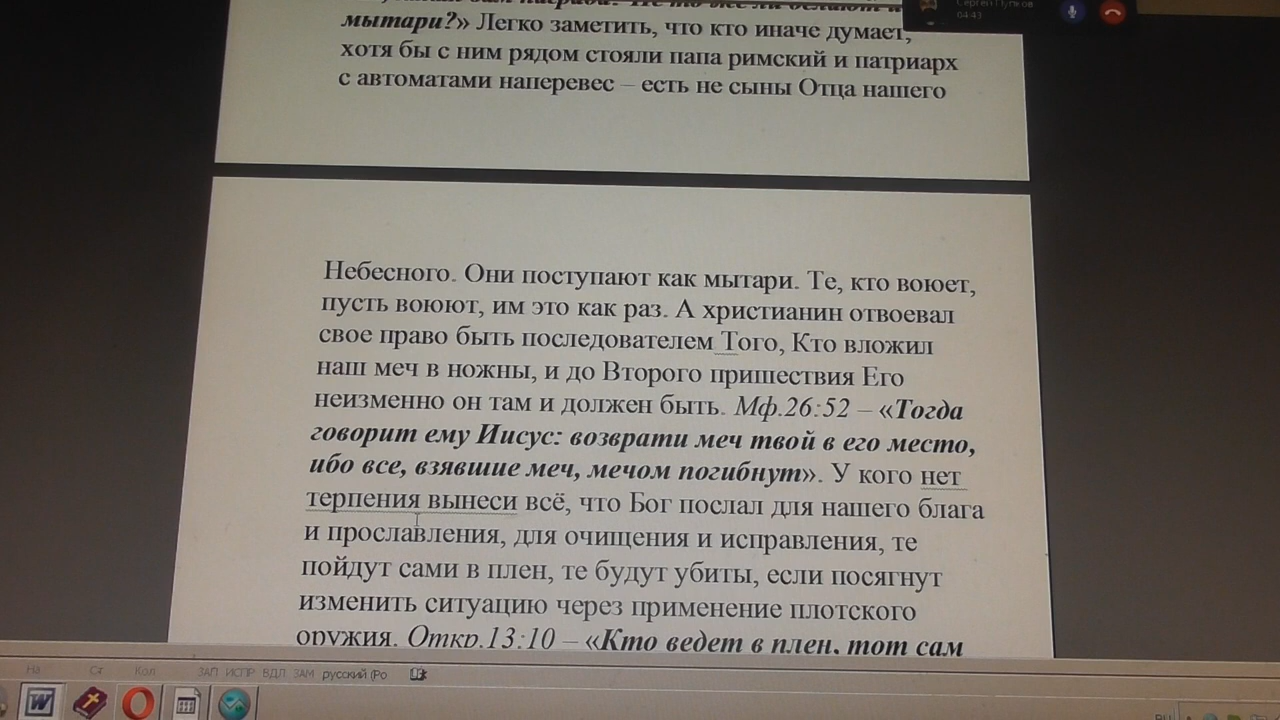 мытари?» Легко заметить, что кто иначе думает,
хотя бы с ним рядом стояли папа римский и патриарх
с автоматами наперевес – есть не сыны Отца нашего
04:43
Небесного. Они поступают как мытари. Те, кто воюет,
пусть воюют, им это как раз. А христианин отвоевал
свое право быть последователем Того, Кто вложил
наш меч в ножны, и до Второго пришествия Его
неизменно он там и должен быть. Мф.26:52 – «Тогда
говорит ему Иисус: возврати меч твой в его место,
ибо все, взявшие меч, мечом погибнут». У кого нет
терпения вынеси всё, что Бог послал для нашего блага
и прославления, для очищения и исправления, те
пойдут сами в плен, те будут убиты, если посягнут
изменить ситуацию через применение плотского
оружия. Откр.13:10 – «Кто ведет в плен, тот сам
На Ст Кол ЗАП ИСПР ВДЛ ЗАМ русский (Ро